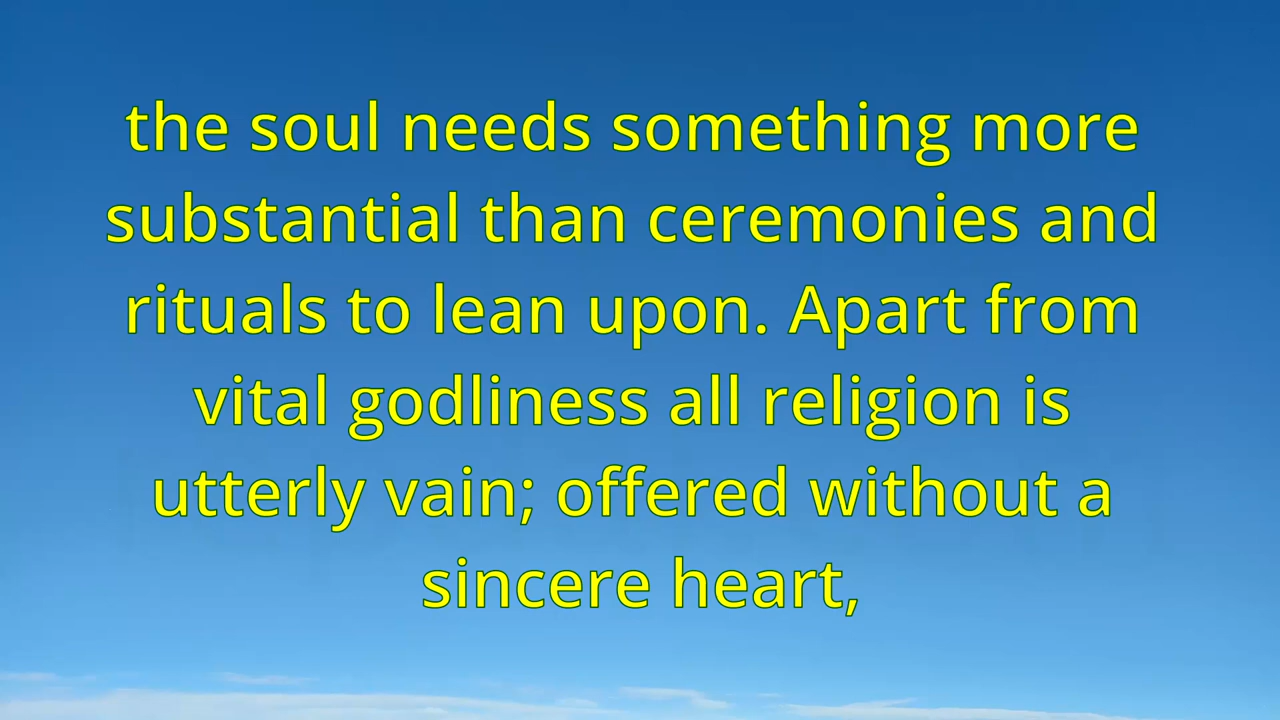 the soul needs something more
substantial than ceremonies and
rituals to lean upon. Apart from
vital godliness all religion is
utterly vain; offered without a
sincere heart,